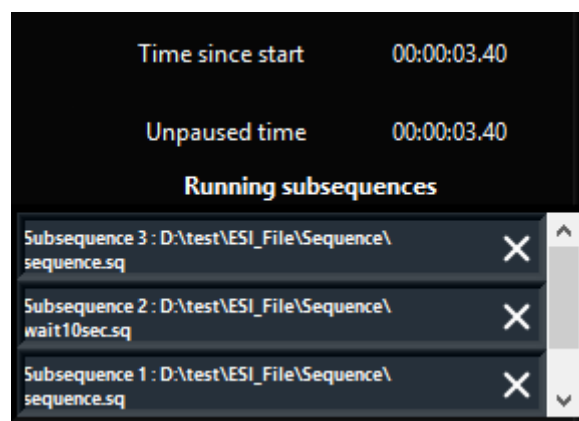 Time since start 00:00:03.40
Unpaused time 00:00:03.40
Running subsequences
Subsequence 3 : D:\test\ESI_File\Sequence\
sequence.sq
Subsequence 2 : D:\test\ESI_File\Sequence\
wait10sec.sq
Subsequence 1 : D:\test\ESI_File\Sequence\
sequence.sq